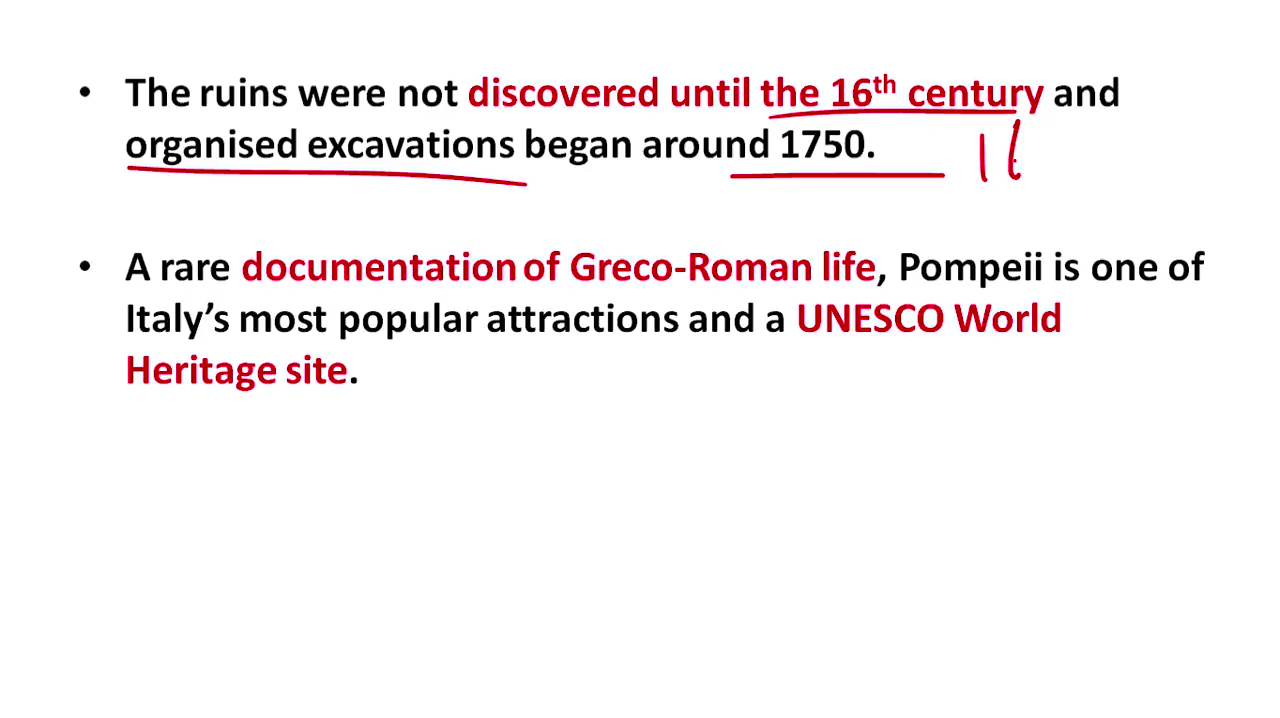 • The ruins were not discovered until the 16th century and
organised excavations began around 1750.
• A rare documentation of Greco-Roman life, Pompeii is one of
Italy’s most popular attractions and a UNESCO World
Heritage site.